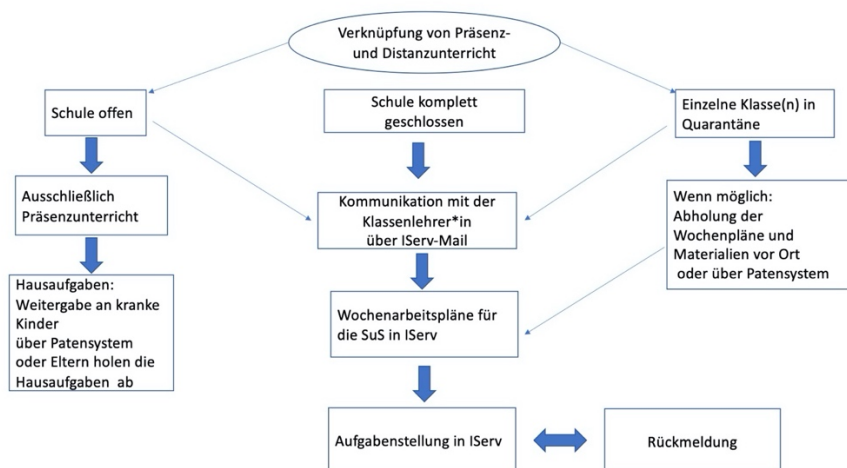 Verknüpfung von Präsenz-
und Distanzunterricht
Schule offen
Schule komplett
geschlossen
Einzelne Klasse(n) in
Quarantäne
Ausschließlich
Präsenzunterricht
Kommunikation mit der
Klassenlehrer*in
über IServ-Mail
Wenn möglich:
Abholung der
Wochenpläne und
Materialien vor Ort
oder über Patensystem
Hausaufgaben:
Weitergabe an kranke
Kinder
über Patensystem
oder Eltern holen die
Hausaufgaben ab
Wochenarbeitspläne für
die SuS in IServ
Aufgabenstellung in IServ
Rückmeldung